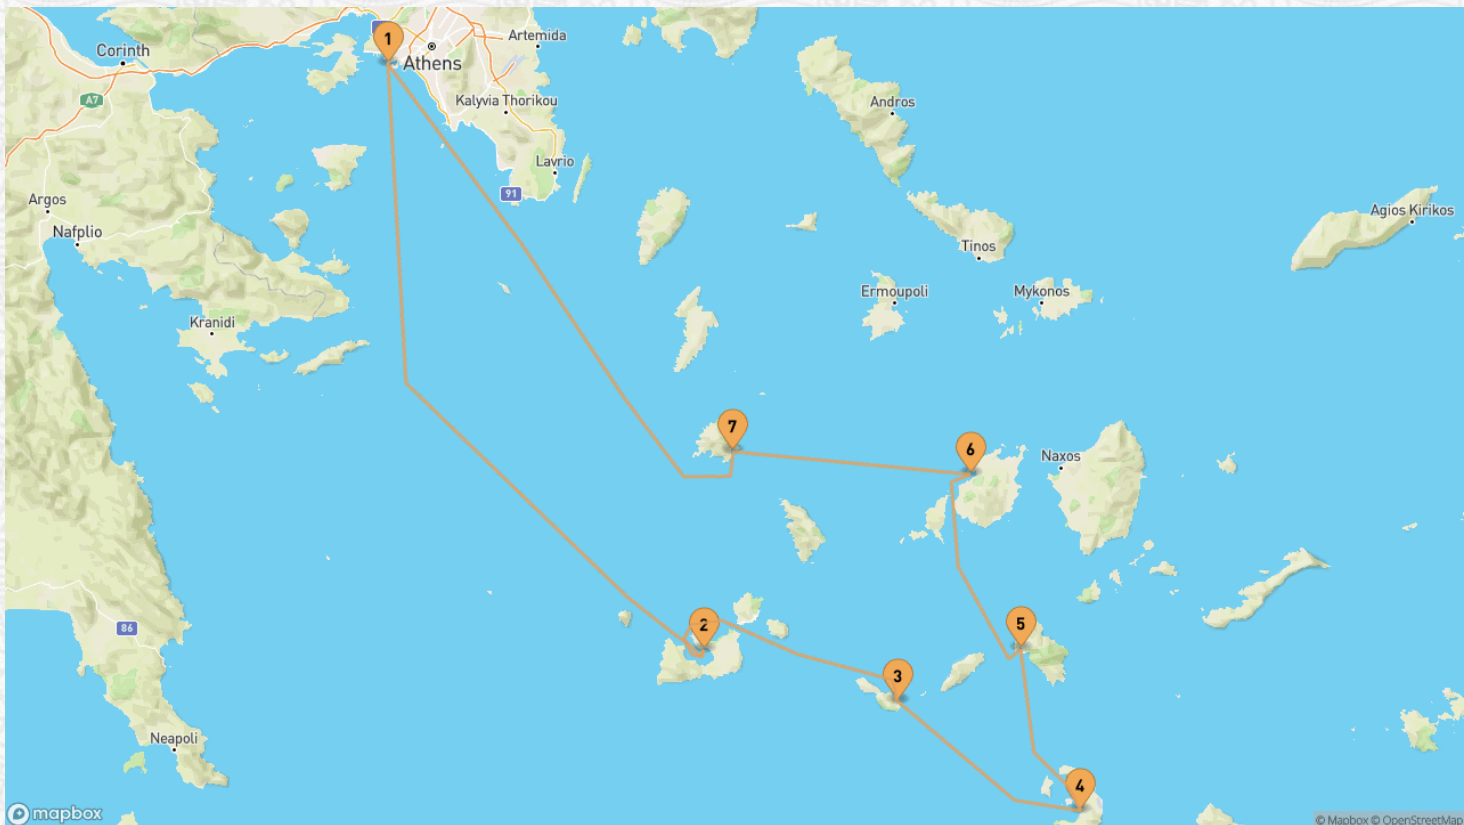 1
Artemida
Corinth
Athens
A7
Kalyvia Thorikou
Andros
Lavrio
91
Argos
Agios Kirikos
Nafplio
Tinos
Ermoupoli
Mykonos
Kranidi
7
6
Naxos
2
5
86
3
Neapoli
4
mapbox
© Mapbox © OpenStreetMap